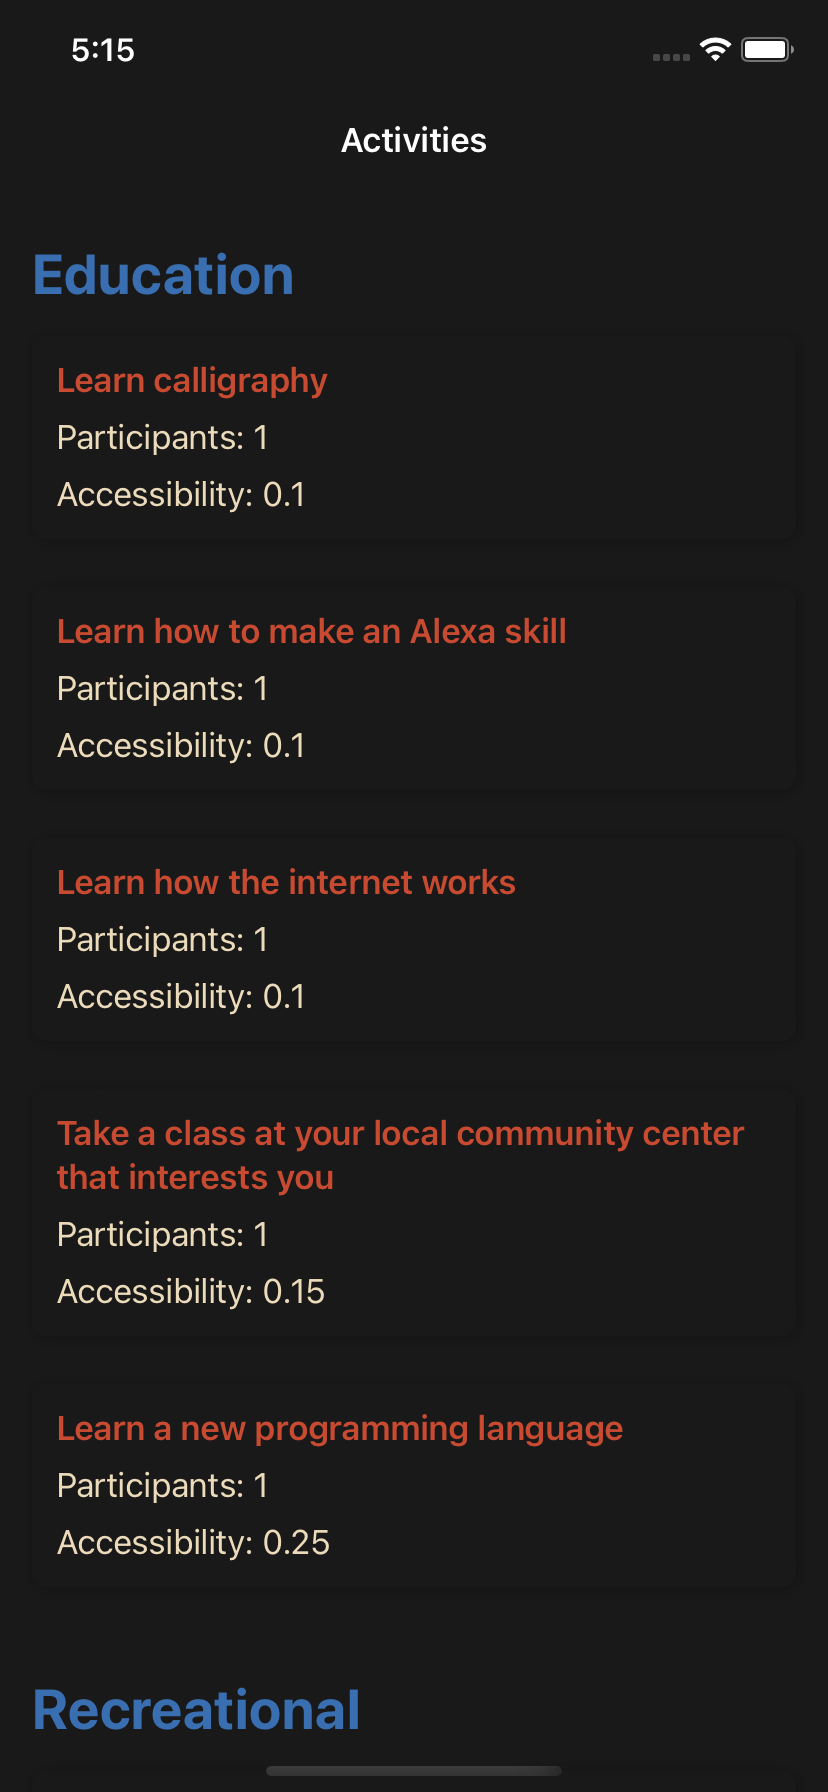 5:15
Activities
Education
Learn calligraphy
Participants: 1
Accessibility: 0.1
Learn how to make an Alexa skill
Participants: 1
Accessibility: 0.1
Learn how the internet works
Participants: 1
Accessibility: 0.1
Take a class at your local community center
that interests you
Participants: 1
Accessibility: 0.15
Learn a new programming language
Participants: 1
Accessibility: 0.25
Recreational